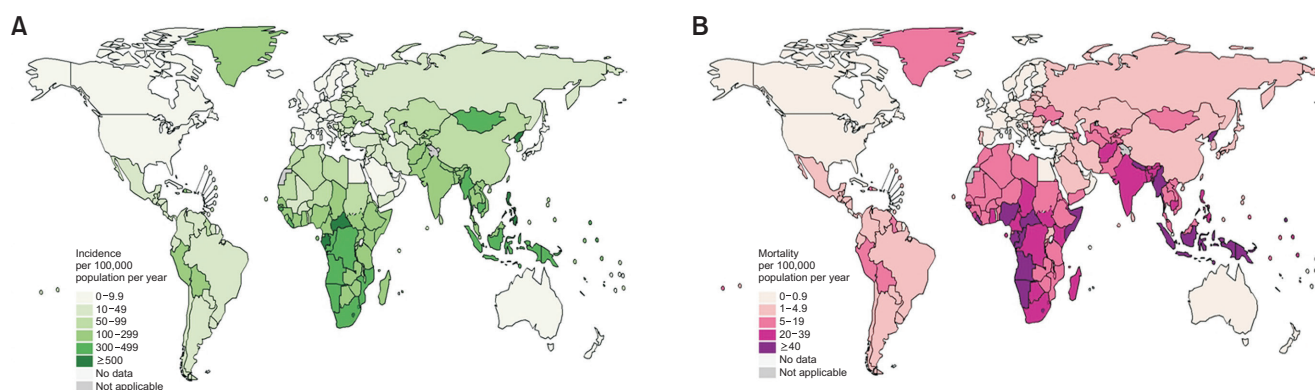 A
Incidence
per 100,000
population per year
0–9.9
10–49
50–99
100–299
300–499
≥500
No data
Not applicable
B
Mortality
per 100,000
population per year
0–0.9
1–4.9
5–19
20–39
≥40
No data
Not applicable